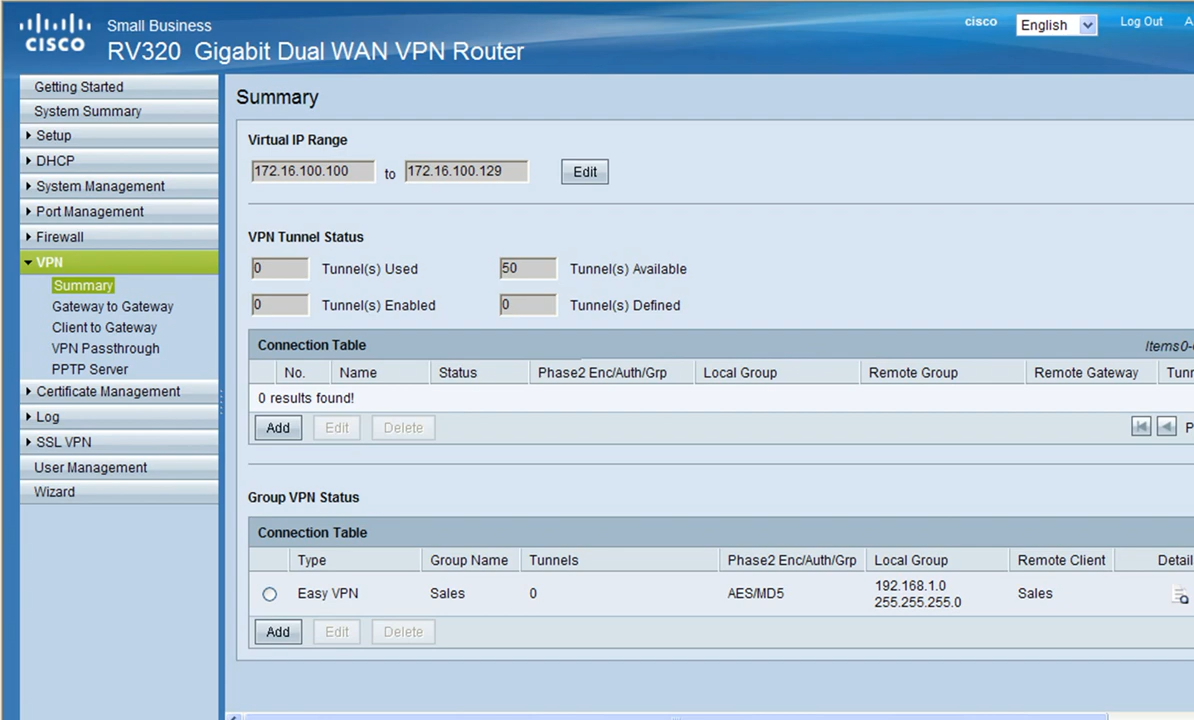 cisco
Small Business
RV320 Gigabit Dual WAN VPN Router
cisco English Log Out A
Getting Started
System Summary
Setup
DHCP
System Management
Port Management
Firewall
VPN
Summary
Gateway to Gateway
Client to Gateway
VPN Passthrough
PPTP Server
Certificate Management
Log
SSL VPN
User Management
Wizard
Summary
Virtual IP Range
172.16.100.100 to 172.16.100.129 Edit
VPN Tunnel Status
0 Tunnel(s) Used 50 Tunnel(s) Available
0 Tunnel(s) Enabled 0 Tunnel(s) Defined
Connection Table Items0-
No. Name Status Phase2 Enc/Auth/Grp Local Group Remote Group Remote Gateway Tunn
0 results found!
Add Edit Delete P
Group VPN Status
Connection Table
Type Group Name Tunnels Phase2 Enc/Auth/Grp Local Group Remote Client Detail
Easy VPN Sales 0 AES/MD5 192.168.1.0 Sales
255.255.255.0
Add Edit Delete